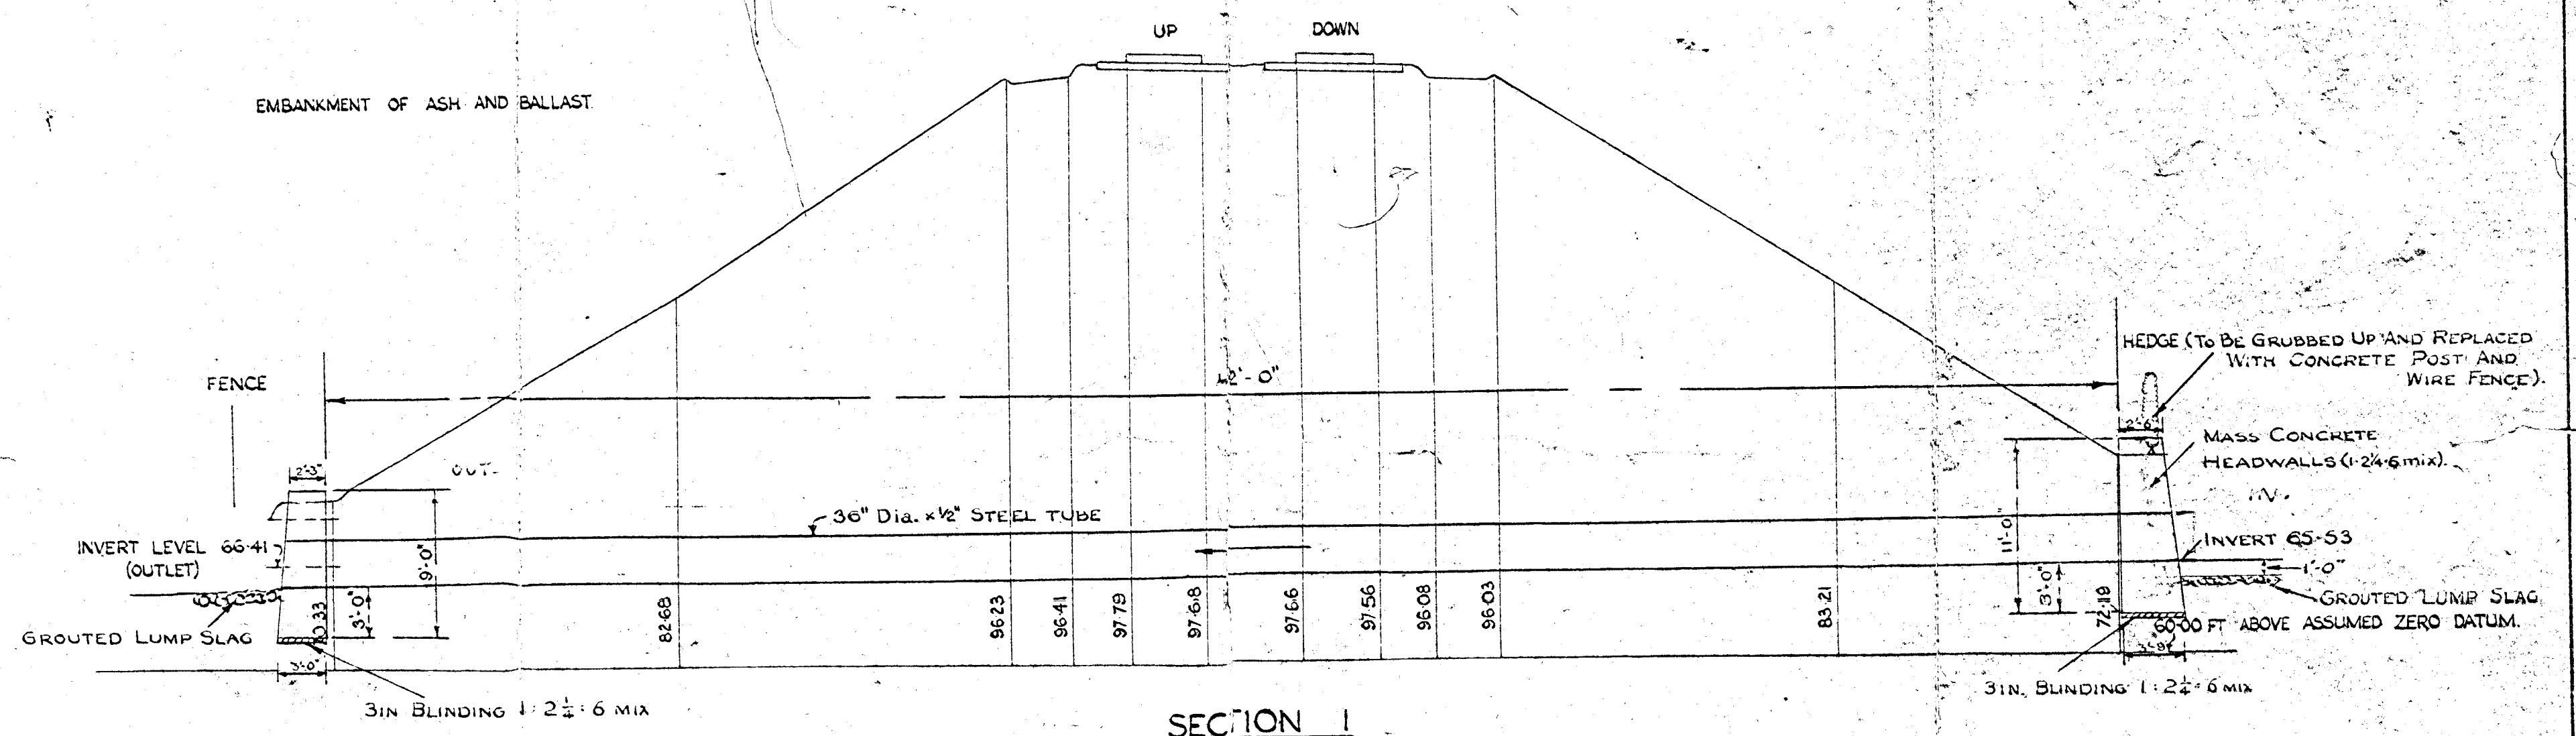 UP
DOWN
EMBANKMENT OF ASH AND BALLAST
HEDGE (TO BE GRUBBED UP AND REPLACED
WITH CONCRETE POST AND
WIRE FENCE).
FENCE
2'-6"
MASS CONCRETE
HEADWALLS (1·2¼·6 mix).
IN.
2'-3"
OUT.
36" Dia. × ½" STEEL TUBE
INVERT LEVEL 66·41
(OUTLET)
9'-0"
11'-0"
INVERT 65·53
1'-0"
3'-0"
3'-0"
GROUTED LUMP SLAG
GROUTED LUMP SLAG
82·68
96·23
96·41
97·79
97·68
97·66
97·56
96·08
96·03
83·21
72·19
60·00 FT ABOVE ASSUMED ZERO DATUM.
3'-0"
3'-9"
3IN BLINDING 1:2¼:6 MIX
3IN. BLINDING 1:2¼:6 MIX
SECTION 1